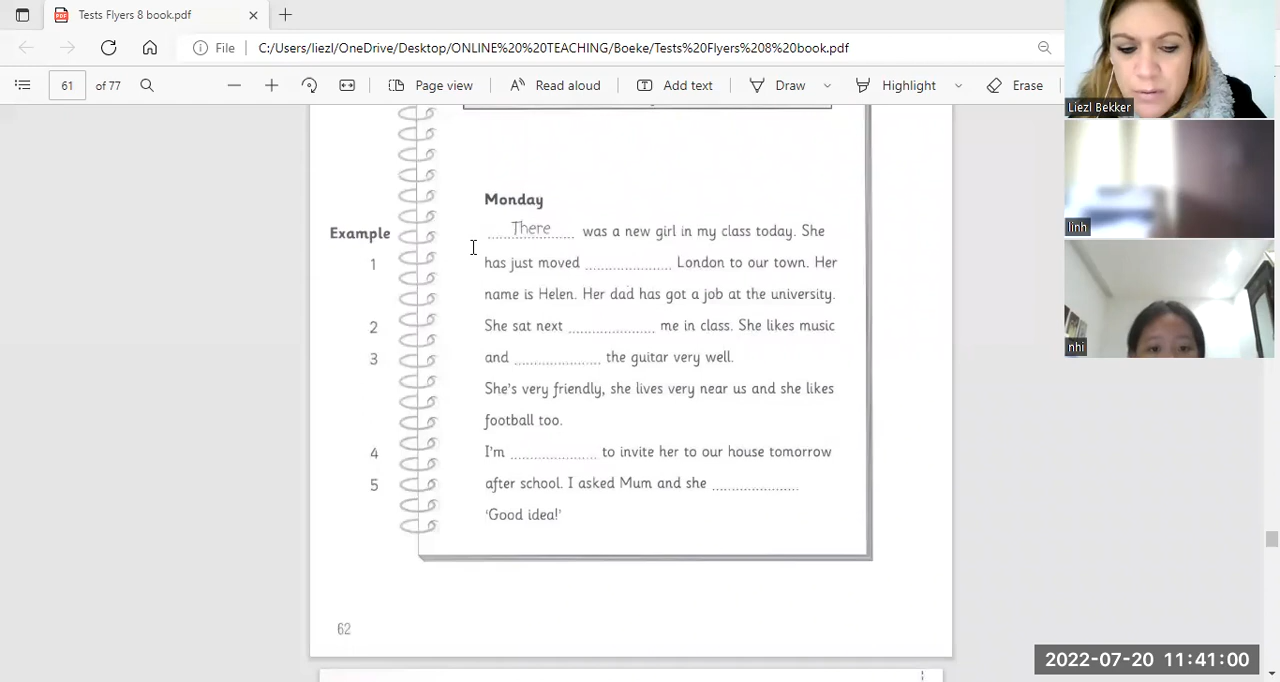 Tests Flyers 8 book.pdf
File C:/Users/liezl/OneDrive/Desktop/ONLINE%20%20TEACHING/Boeke/Tests%20Flyers%208%20book.pdf
61 of 77 Page view Read aloud Add text Draw Highlight Erase
Liezl Bekker
linh
nhi
Monday
Example There was a new girl in my class today. She
1 has just moved London to our town. Her
name is Helen. Her dad has got a job at the university.
2 She sat next me in class. She likes music
3 and the guitar very well.
She's very friendly, she lives very near us and she likes
football too.
4 I'm to invite her to our house tomorrow
5 after school. I asked Mum and she
'Good idea!'
62
2022-07-20 11:41:00